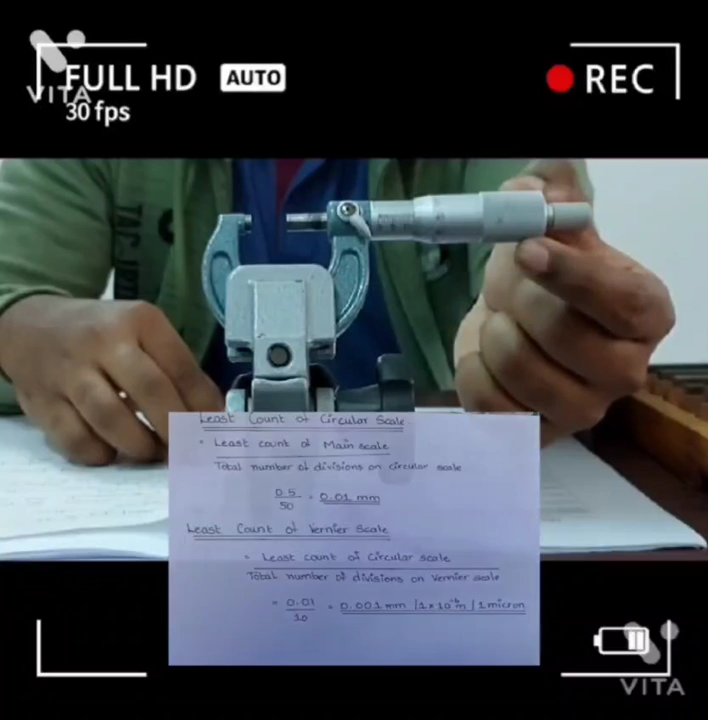 FULL HD AUTO
REC
VITA
30 fps
Least Count of Circular Scale
= Least count of Main scale
Total number of divisions on circular scale
0.5
50
= 0.01 mm
Least Count of Vernier Scale
= Least count of Circular scale
Total number of divisions on Vernier scale
= 0.01
10
= 0.001 mm / 1 x 10⁻⁶ m / 1 micron
VITA